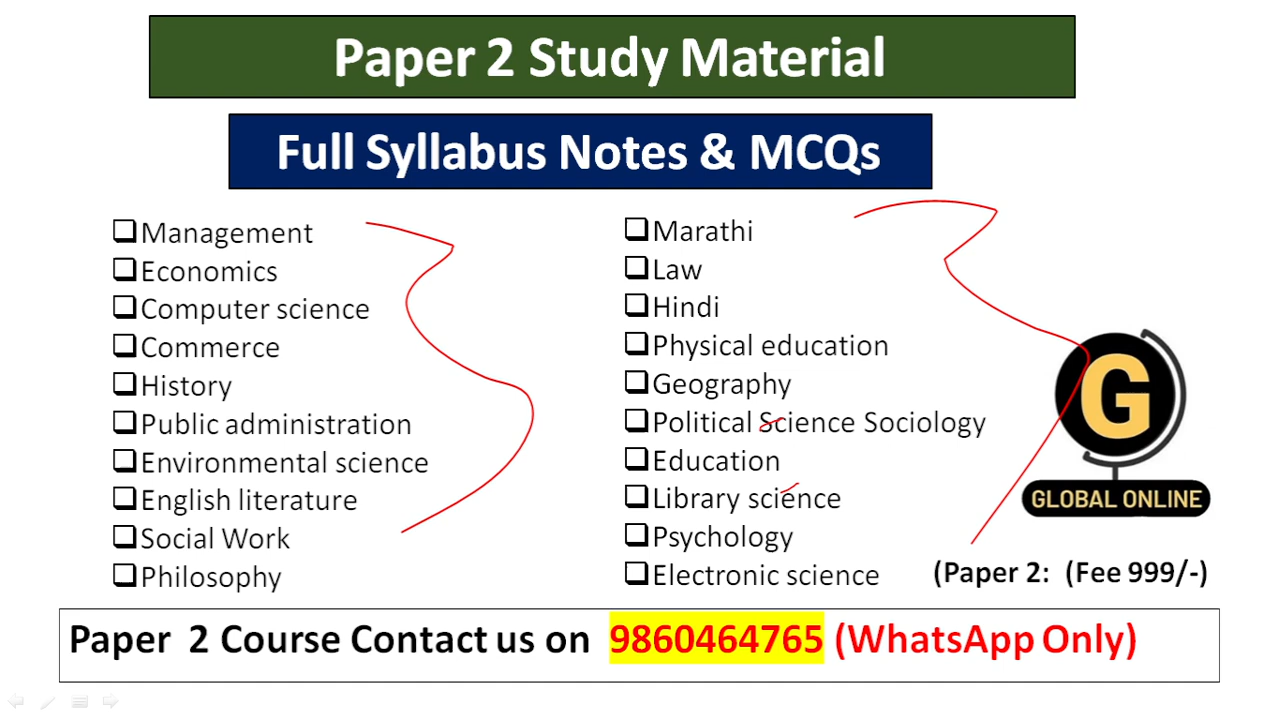 Paper 2 Study Material
Full Syllabus Notes & MCQs
Management
Economics
Computer science
Commerce
History
Public administration
Environmental science
English literature
Social Work
Philosophy
Marathi
Law
Hindi
Physical education
Geography
Political Science Sociology
Education
Library science
Psychology
Electronic science
G
GLOBAL ONLINE
(Paper 2: (Fee 999/-)
Paper 2 Course Contact us on 9860464765 (WhatsApp Only)